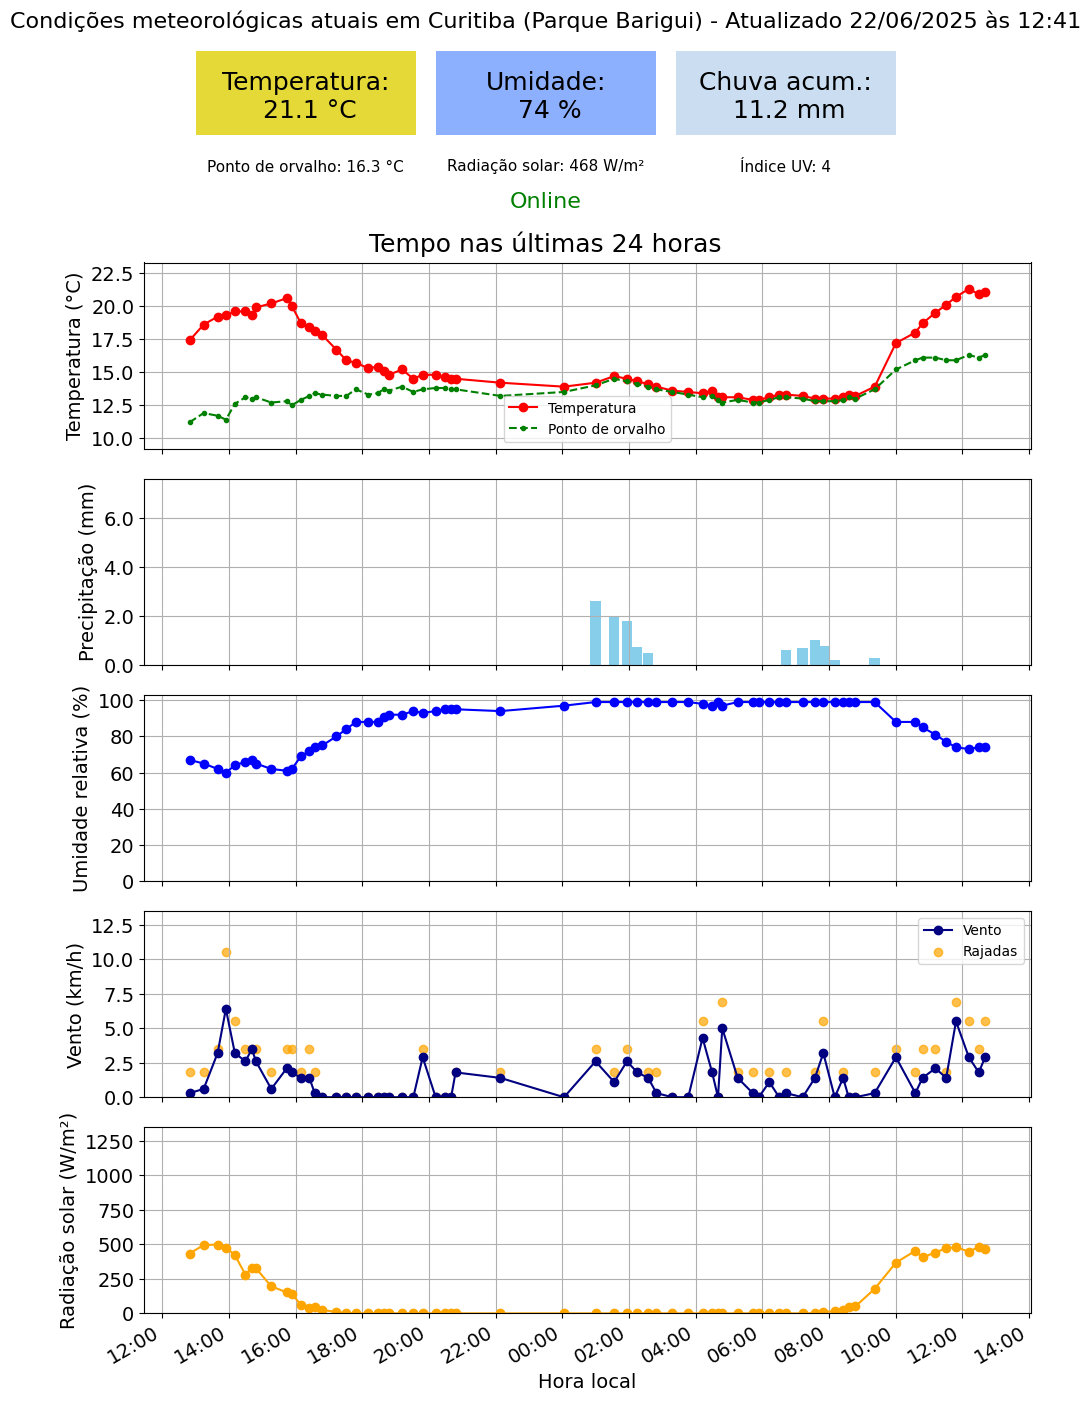 Condições meteorológicas atuais em Curitiba (Parque Barigui) - Atualizado 22/06/2025 às 12:41
Temperatura:
21.1 °C
Umidade:
74 %
Chuva acum.:
11.2 mm
Ponto de orvalho: 16.3 °C
Radiação solar: 468 W/m²
Índice UV: 4
Online
Tempo nas últimas 24 horas
Temperatura (°C)
22.5
20.0
17.5
15.0
12.5
10.0
Temperatura
Ponto de orvalho
Precipitação (mm)
6.0
4.0
2.0
0.0
Umidade relativa (%)
100
80
60
40
20
0
Vento (km/h)
12.5
10.0
7.5
5.0
2.5
0.0
Vento
Rajadas
Radiação solar (W/m²)
1250
1000
750
500
250
0
12:00
14:00
16:00
18:00
20:00
22:00
00:00
02:00
04:00
06:00
08:00
10:00
12:00
14:00
Hora local